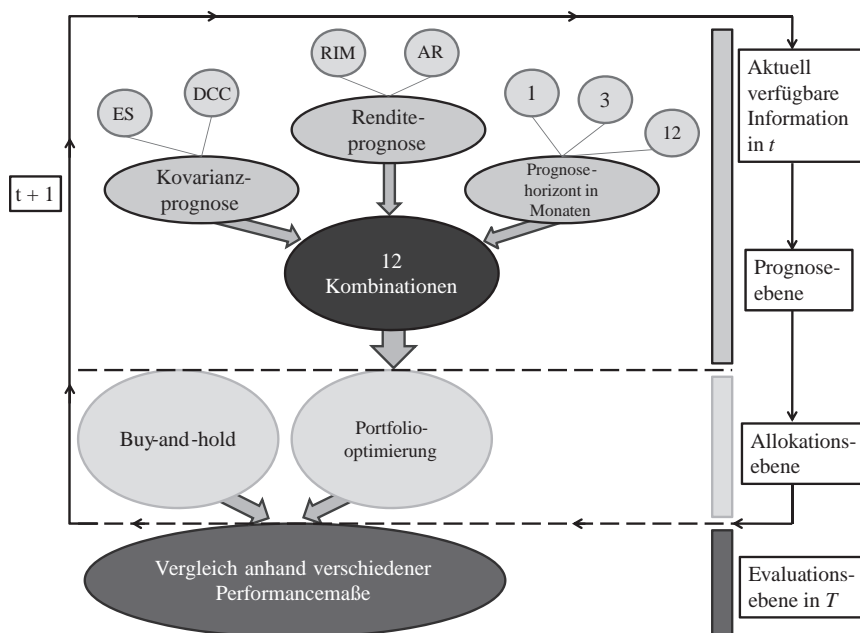 RIM
AR
ES
DCC
Rendite-
prognose
1
3
12
Aktuell
verfügbare
Information
in t
t + 1
Kovarianz-
prognose
Prognose-
horizont in
Monaten
12
Kombinationen
Prognose-
ebene
Buy-and-hold
Portfolio-
optimierung
Allokations-
ebene
Vergleich anhand verschiedener
Performancemaße
Evaluations-
ebene in T